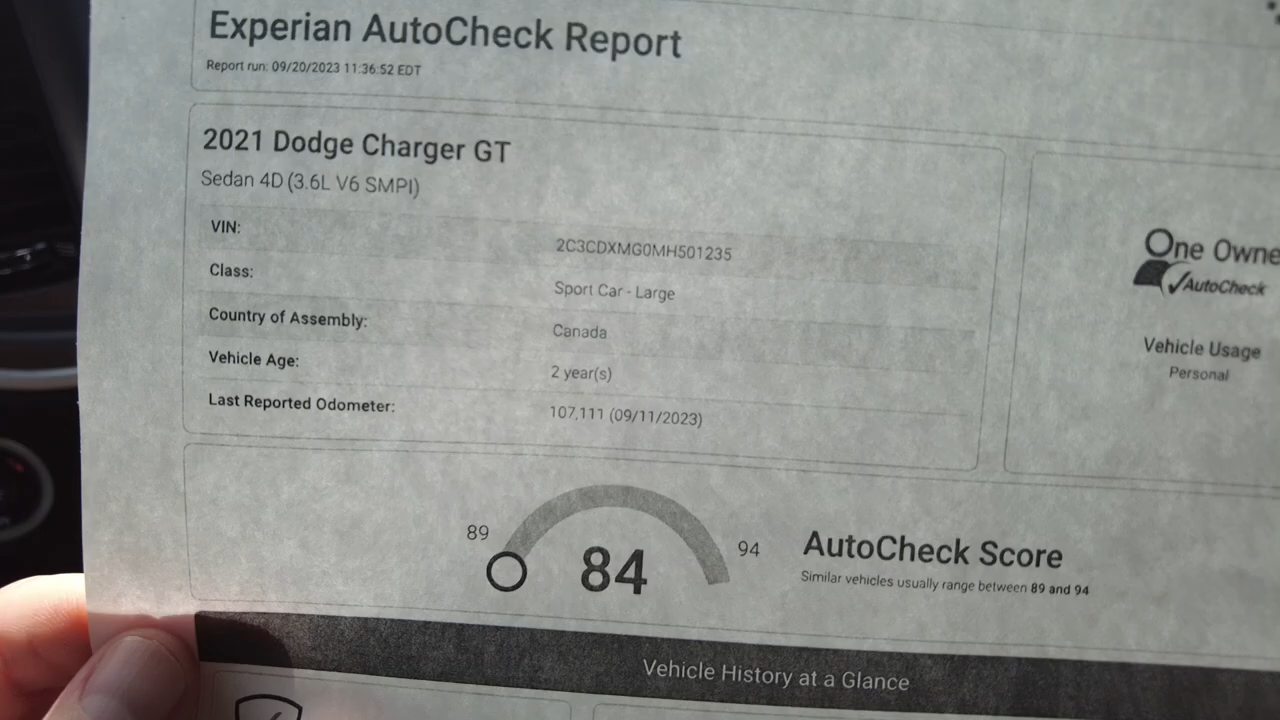 Experian AutoCheck Report
Report run: 09/20/2023 11:36:52 EDT
2021 Dodge Charger GT
Sedan 4D (3.6L V6 SMPI)
VIN: 2C3CDXMG0MH501235
Class: Sport Car - Large
Country of Assembly: Canada
Vehicle Age: 2 year(s)
Last Reported Odometer: 107,111 (09/11/2023)
One Owne
AutoCheck
Vehicle Usage
Personal
89
84
94
AutoCheck Score
Similar vehicles usually range between 89 and 94
Vehicle History at a Glance